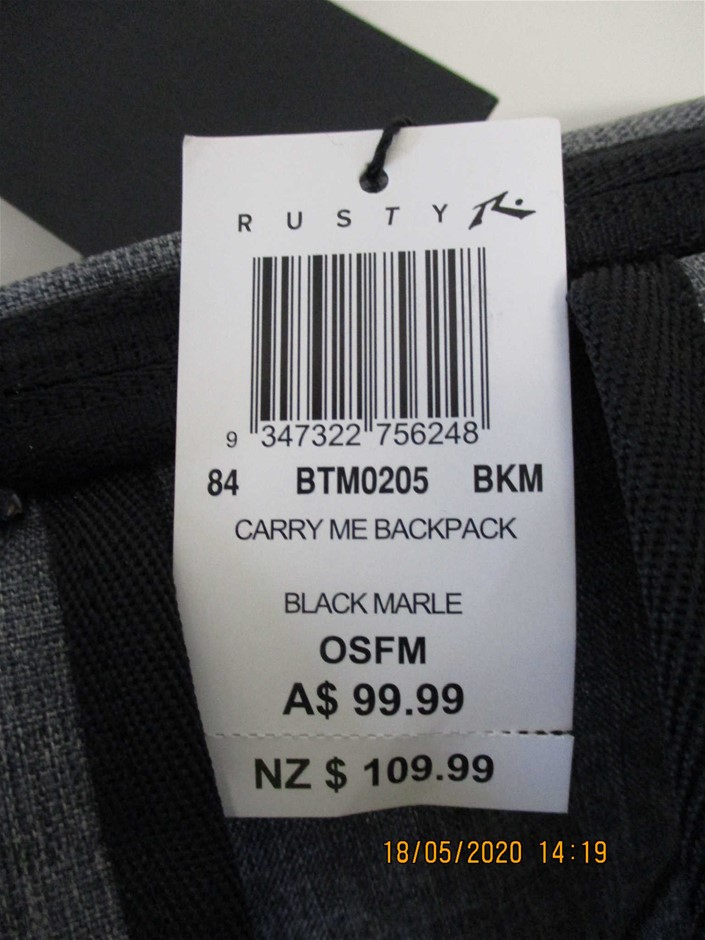 RUSTY
9 347322 756248
84 BTM0205 BKM
CARRY ME BACKPACK
BLACK MARLE
OSFM
A$ 99.99
NZ $ 109.99
18/05/2020 14:19